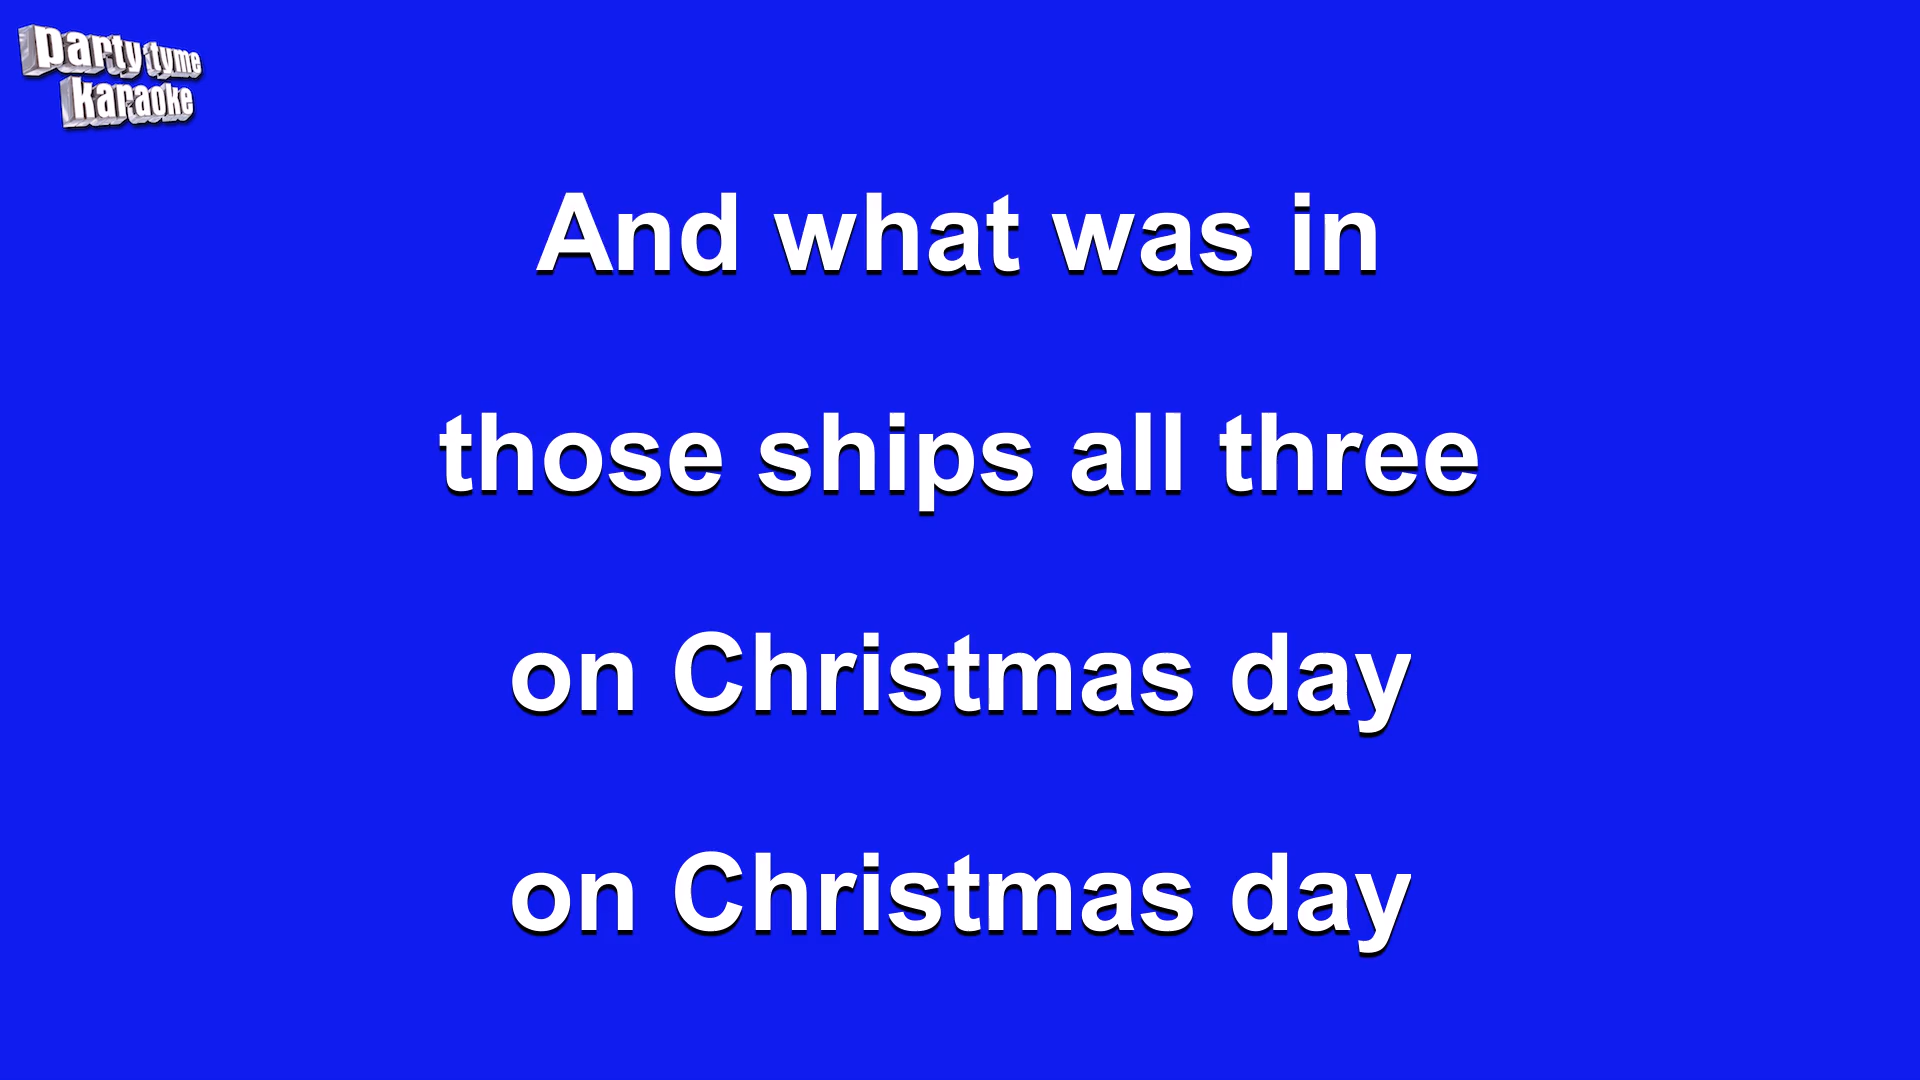 party tyme
karaoke
And what was in
those ships all three
on Christmas day
on Christmas day